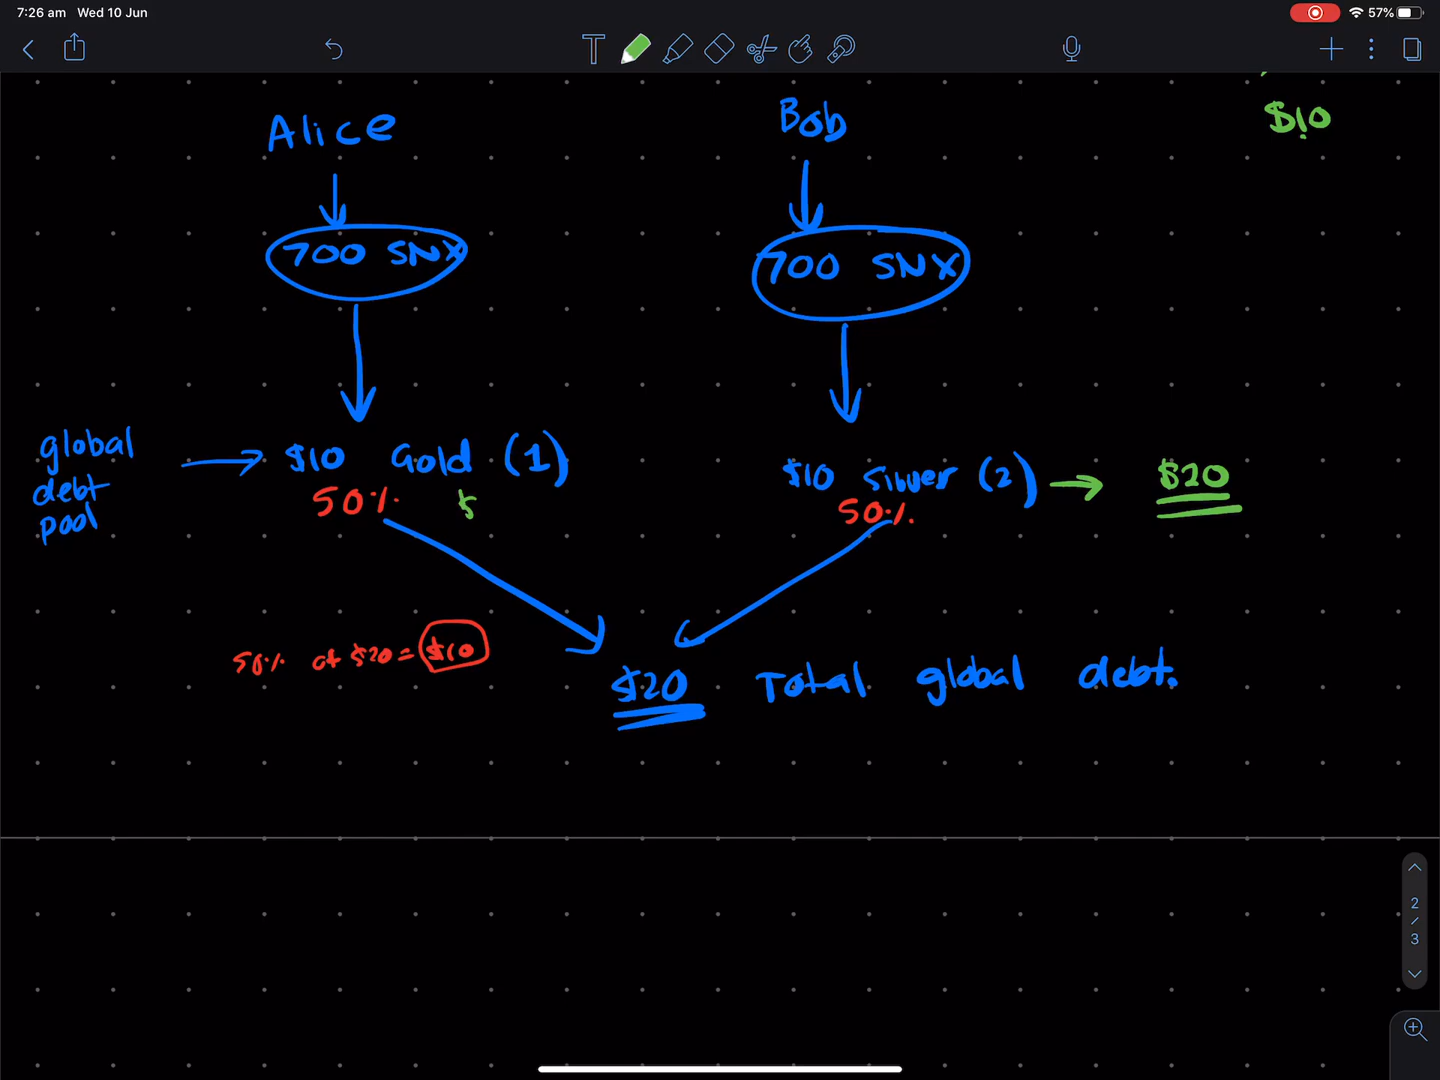 7:26 am Wed 10 Jun
57%
$10
Alice
Bob
700 SNX
700 SNX
global
debt
pool
$10 Gold (1)
50%
$10 Silver (2)
50%
$20
50% of $20 = $10
$20 Total global debt.
2
/
3